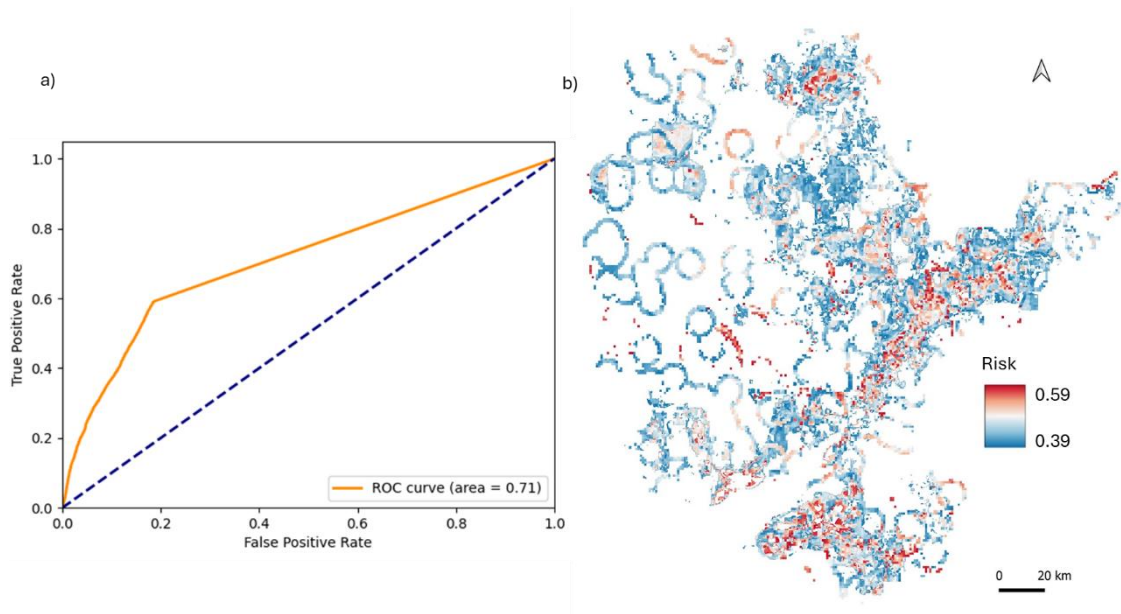 a)
b)
1.0
0.8
0.6
0.4
0.2
0.0
True Positive Rate
ROC curve (area = 0.71)
0.0
0.2
0.4
0.6
0.8
1.0
False Positive Rate
Risk
0.59
0.39
0
20 km